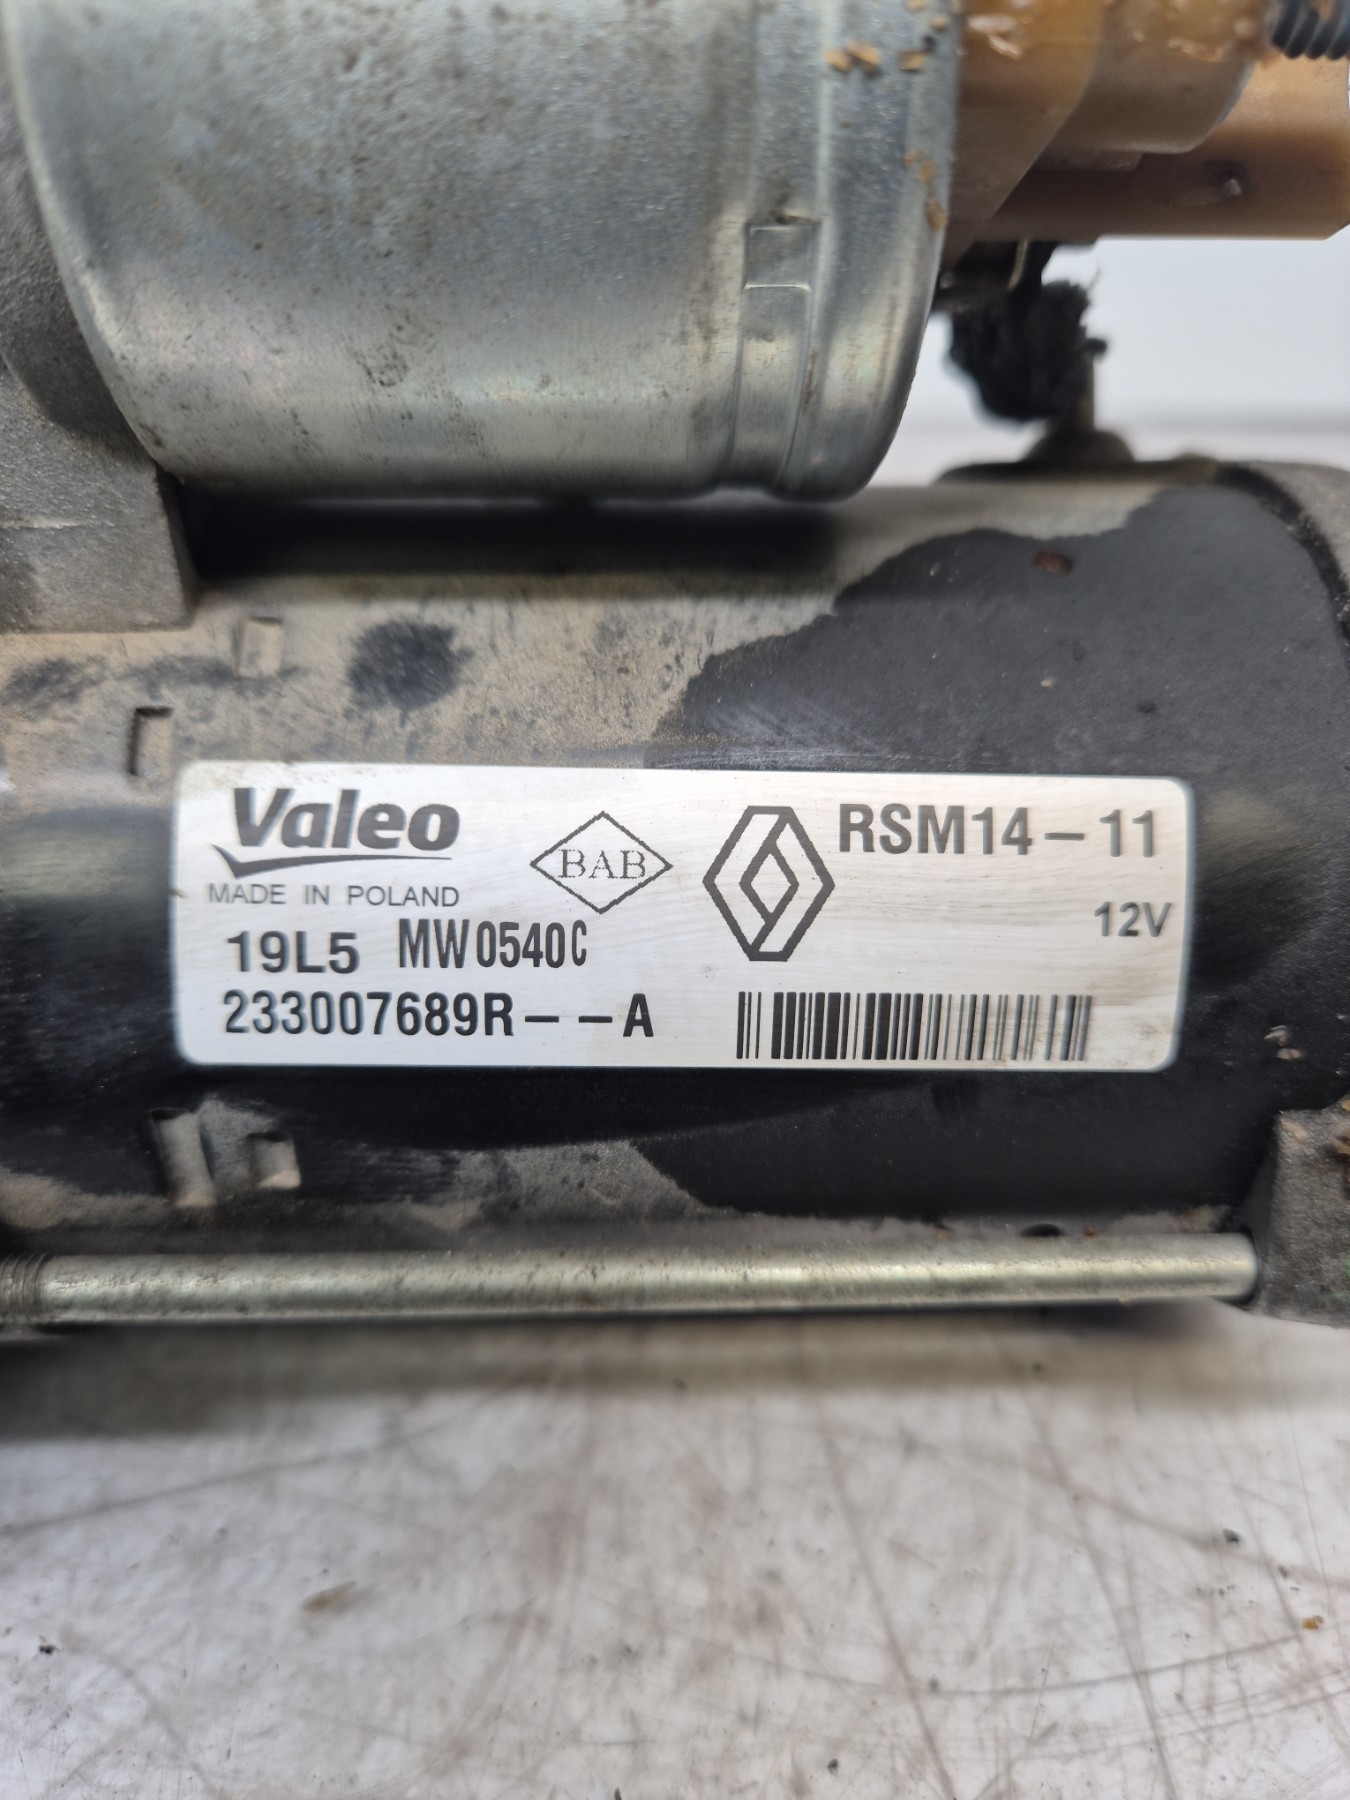 Valeo
MADE IN POLAND
BAB
RSM14-11
12V
19L5 MW0540C
233007689R--A